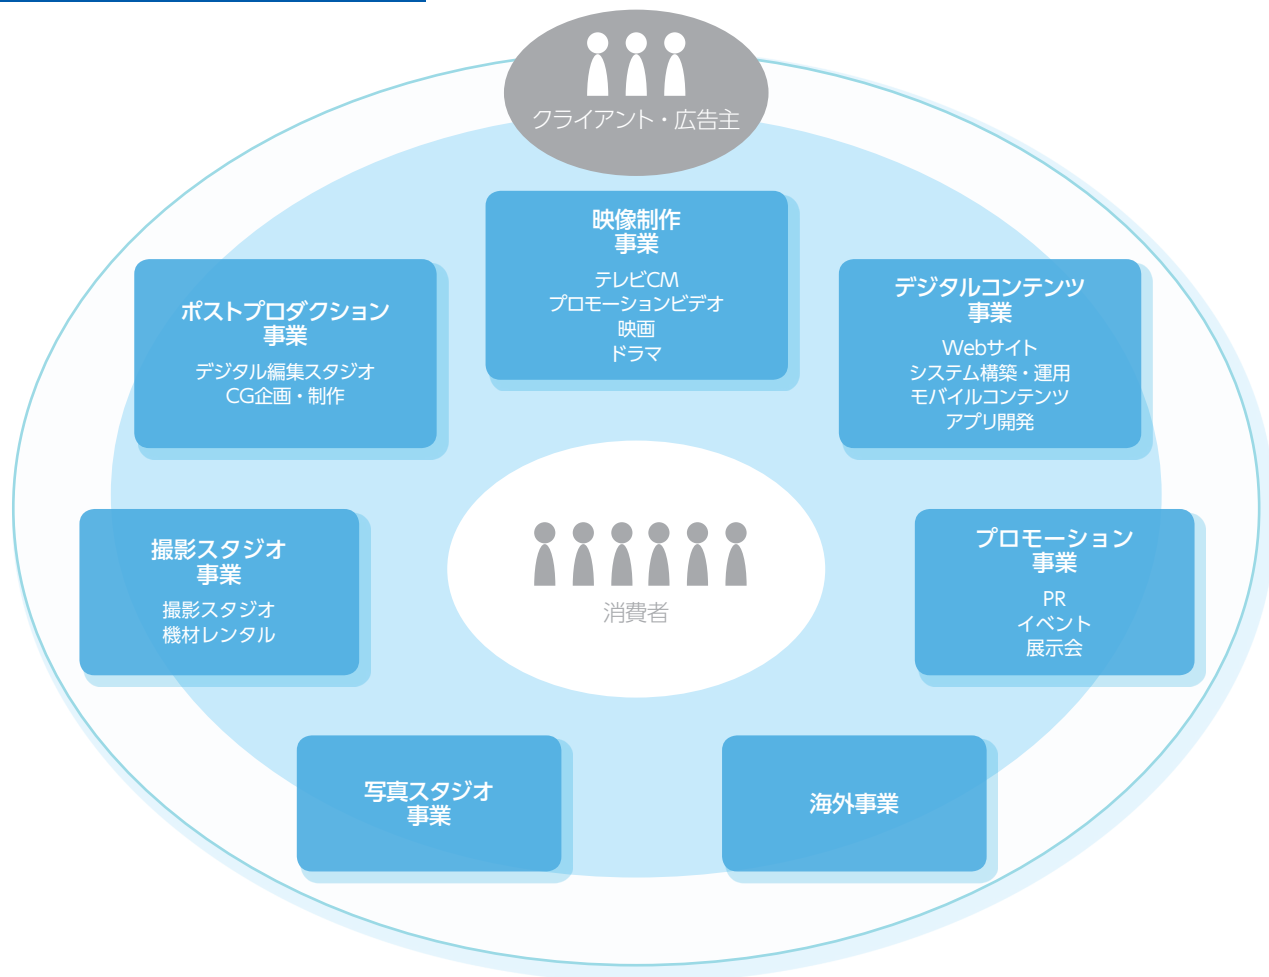 クライアント・広告主
映像制作
事業
テレビCM
プロモーションビデオ
映画
ドラマ
ポストプロダクション
事業
デジタル編集スタジオ
CG企画・制作
デジタルコンテンツ
事業
Webサイト
システム構築・運用
モバイルコンテンツ
アプリ開発
撮影スタジオ
事業
撮影スタジオ
機材レンタル
消費者
プロモーション
事業
PR
イベント
展示会
写真スタジオ
事業
海外事業